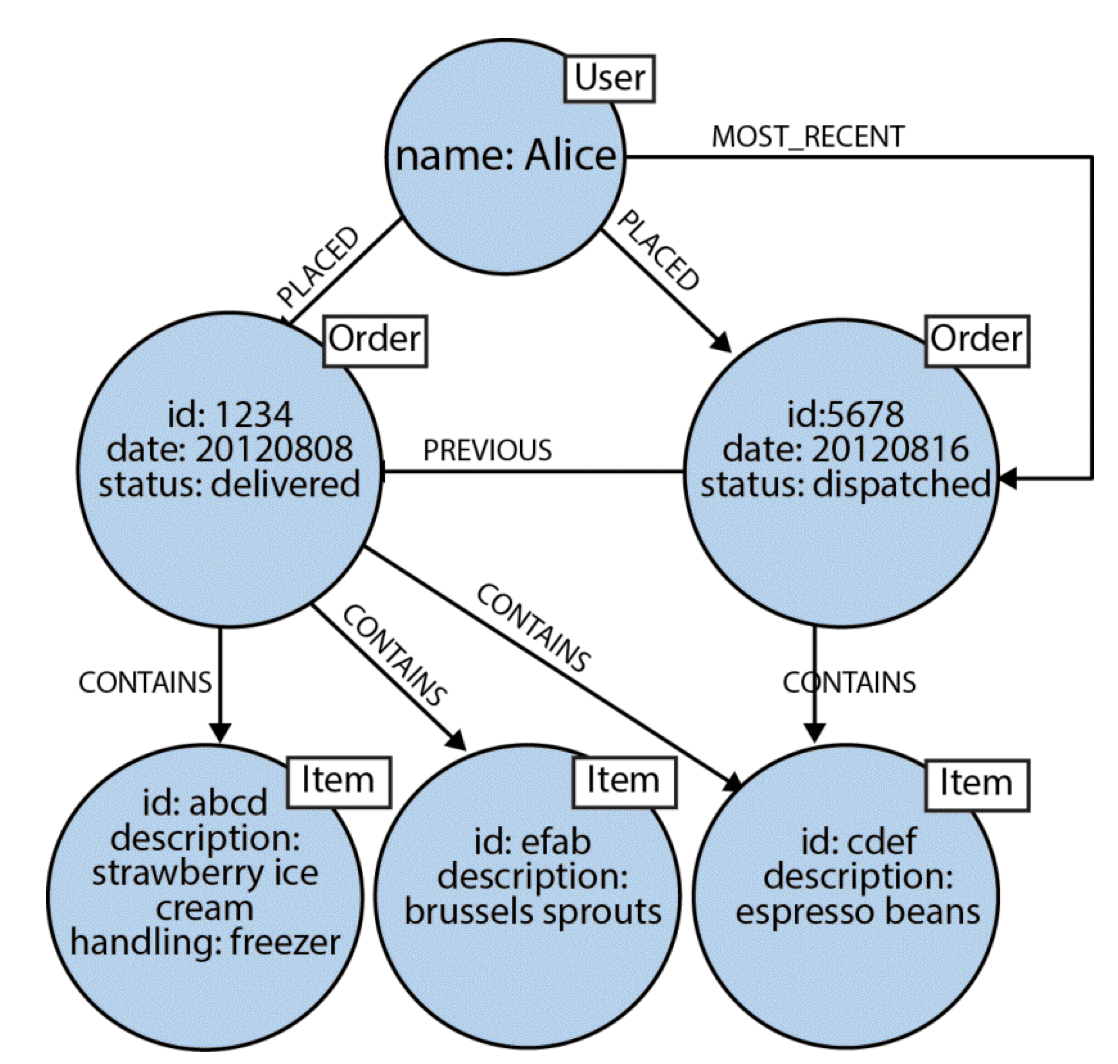 User
name: Alice
MOST_RECENT
PLACED
PLACED
Order
id: 1234
date: 20120808
status: delivered
Order
id:5678
date: 20120816
status: dispatched
PREVIOUS
CONTAINS
CONTAINS
CONTAINS
CONTAINS
Item
id: abcd
description:
strawberry ice
cream
handling: freezer
Item
id: efab
description:
brussels sprouts
Item
id: cdef
description:
espresso beans